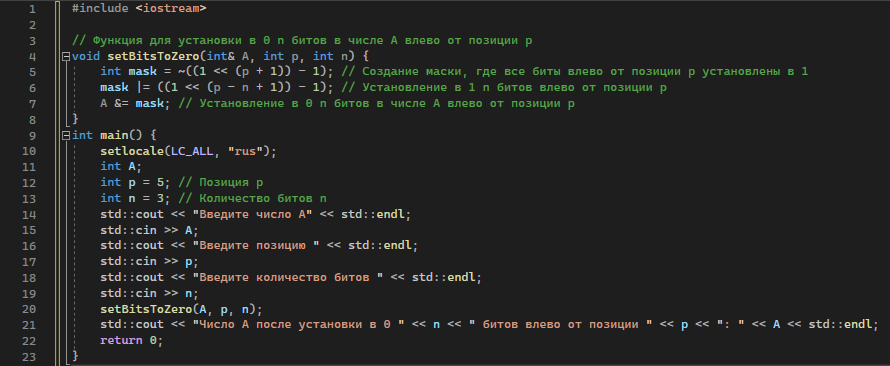 1 #include <iostream>
2
3 // Функция для установки в 0 n битов в числе A влево от позиции p
4 void setBitsToZero(int& A, int p, int n) {
5 int mask = ~((1 << (p + 1)) - 1); // Создание маски, где все биты влево от позиции p установлены в 1
6 mask |= ((1 << (p - n + 1)) - 1); // Установление в 1 n битов влево от позиции p
7 A &= mask; // Установление в 0 n битов в числе A влево от позиции p
8 }
9 int main() {
10 setlocale(LC_ALL, "rus");
11 int A;
12 int p = 5; // Позиция p
13 int n = 3; // Количество битов n
14 std::cout << "Введите число A" << std::endl;
15 std::cin >> A;
16 std::cout << "Введите позицию " << std::endl;
17 std::cin >> p;
18 std::cout << "Введите количество битов " << std::endl;
19 std::cin >> n;
20 setBitsToZero(A, p, n);
21 std::cout << "Число A после установки в 0 " << n << " битов влево от позиции " << p << ": " << A << std::endl;
22 return 0;
23 }